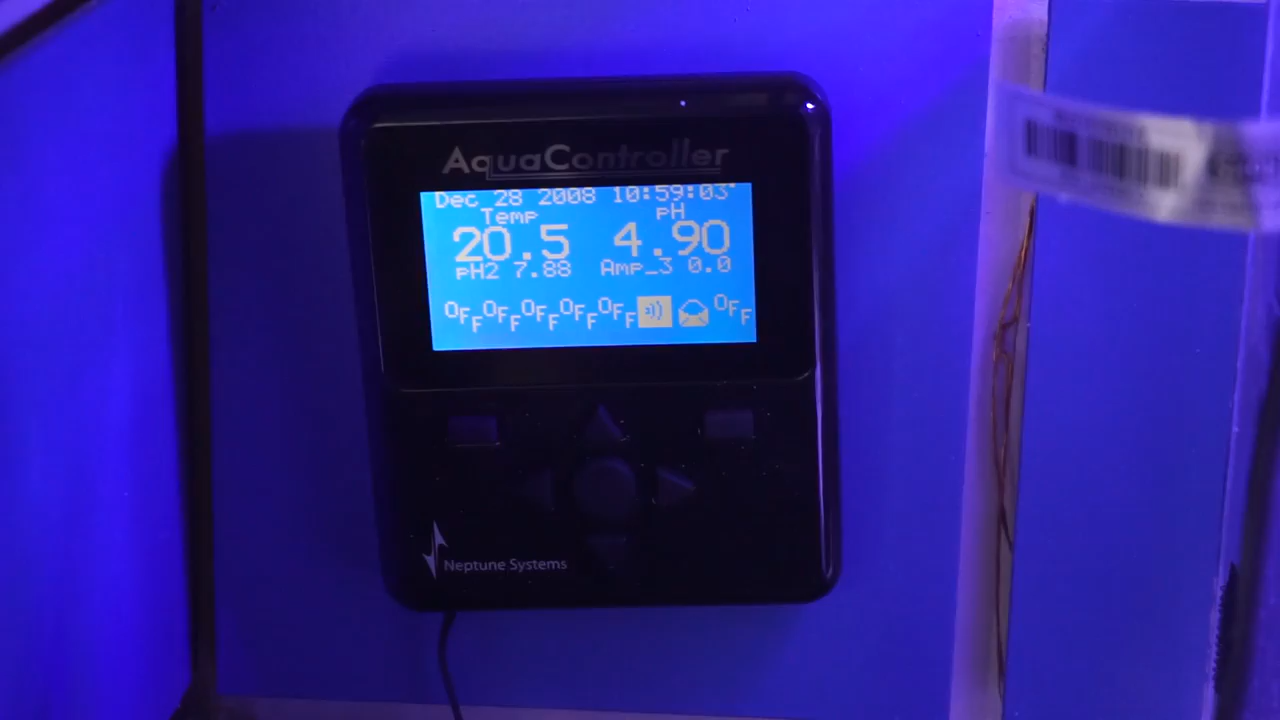 AquaController
Dec 28 2008 10:59:03
Temp pH
20.5 4.90
pH2 7.88 Amp_3 0.0
OFF OFF OFF OFF OFF OFF
Neptune Systems